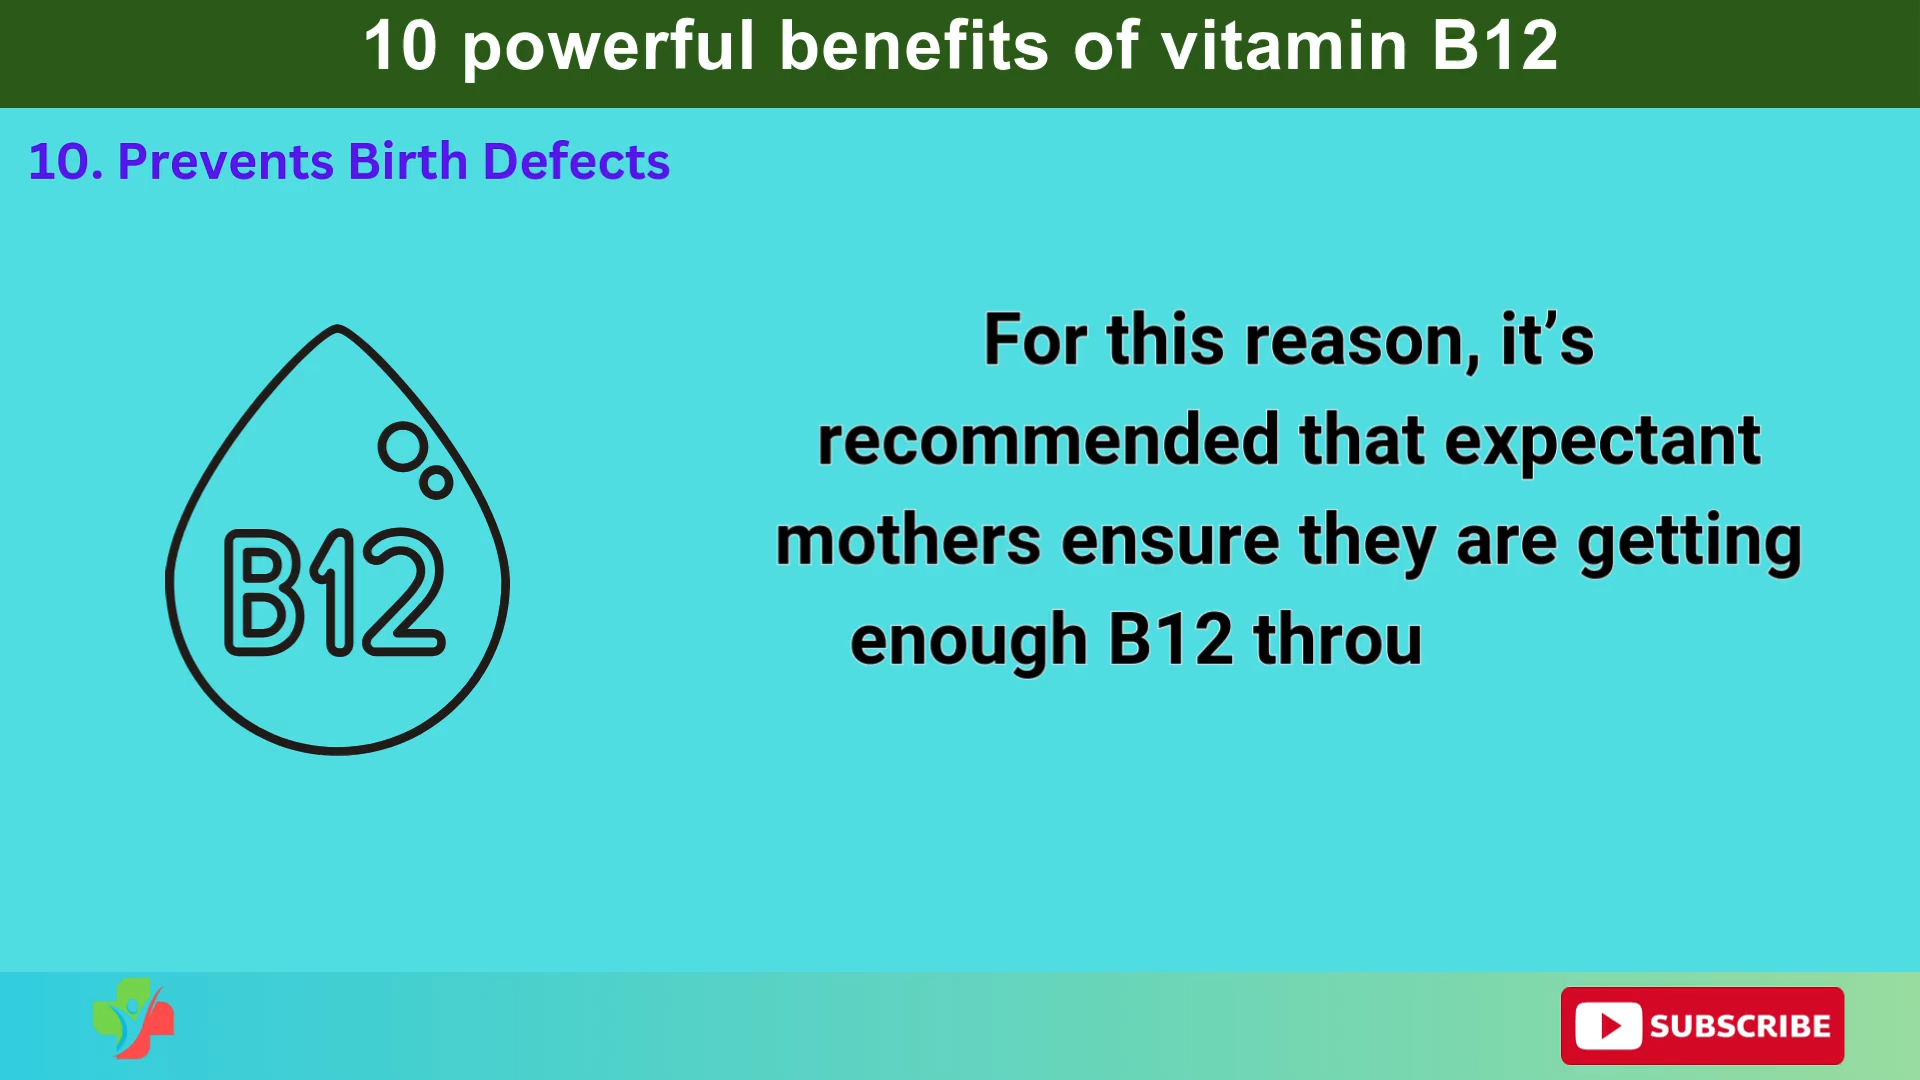 10 powerful benefits of vitamin B12
10. Prevents Birth Defects
B12
For this reason, it’s
recommended that expectant
mothers ensure they are getting
enough B12 throu
SUBSCRIBE